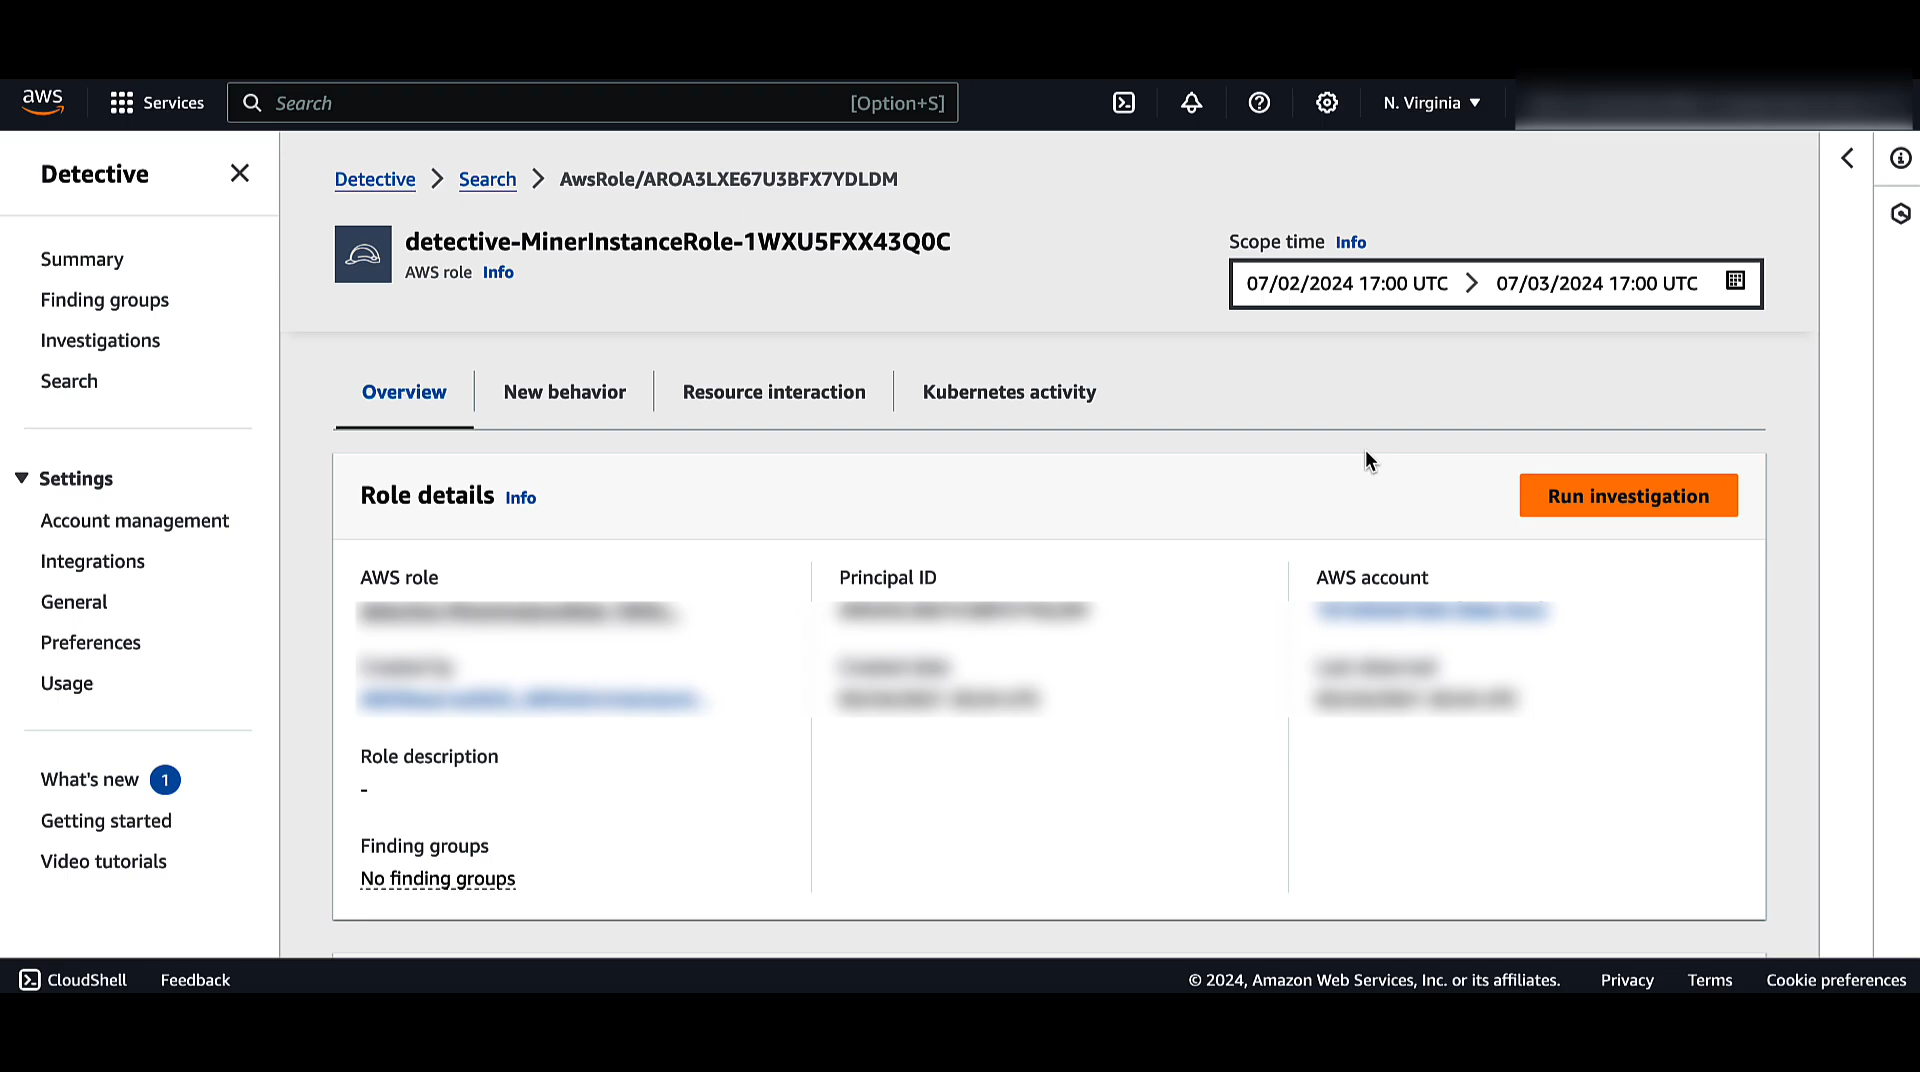 aws
Services
Search
[Option+S]
N. Virginia
Detective
Summary
Finding groups
Investigations
Search
Settings
Account management
Integrations
General
Preferences
Usage
What's new 1
Getting started
Video tutorials
Detective > Search > AwsRole/AROA3LXE67U3BFX7YDLDM
detective-MinerInstanceRole-1WXU5FXX43Q0C
AWS role Info
Scope time Info
07/02/2024 17:00 UTC > 07/03/2024 17:00 UTC
Overview
New behavior
Resource interaction
Kubernetes activity
Role details Info
Run investigation
AWS role
Principal ID
AWS account
Role description
-
Finding groups
No finding groups
CloudShell
Feedback
© 2024, Amazon Web Services, Inc. or its affiliates.
Privacy
Terms
Cookie preferences